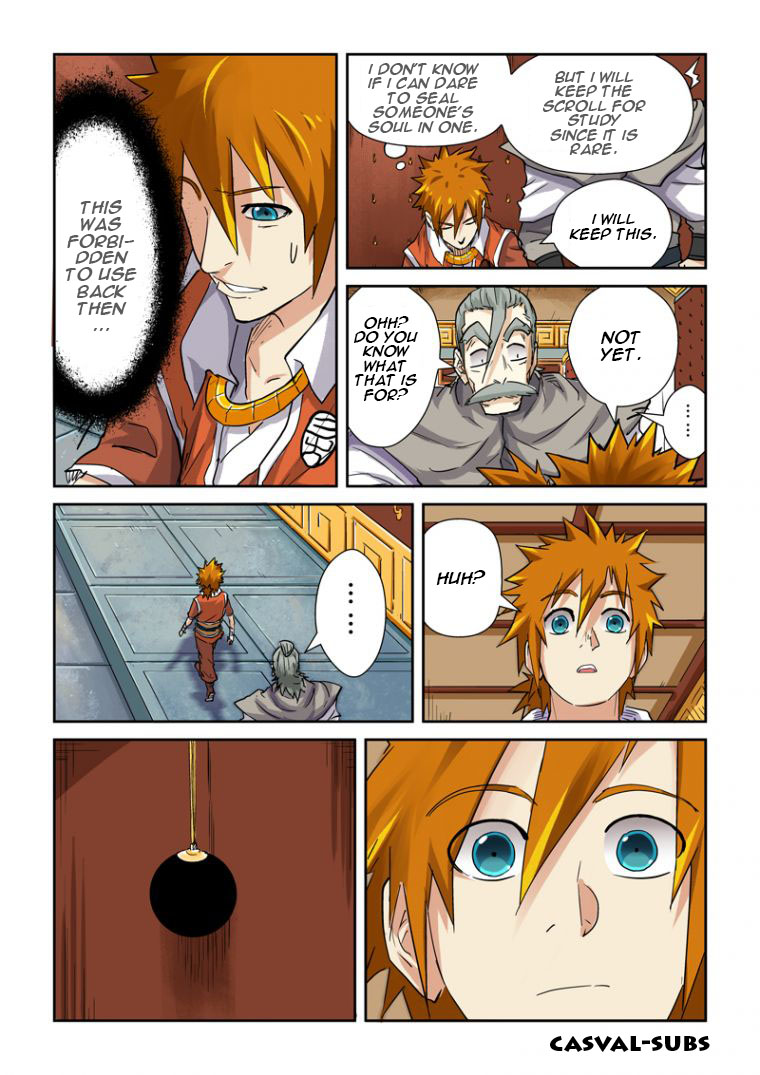 THIS
WAS
FORBI-
DDEN
TO USE
BACK
THEN
...
I DON'T KNOW
IF I CAN DARE
TO SEAL
SOMEONE'S
SOUL IN ONE.
BUT I WILL
KEEP THE
SCROLL FOR
STUDY
SINCE IT IS
RARE.
I WILL
KEEP THIS.
OHH?
DO YOU
KNOW
WHAT
THAT IS
FOR?
NOT
YET.
......
......
HUH?
CASVAL-SUBS